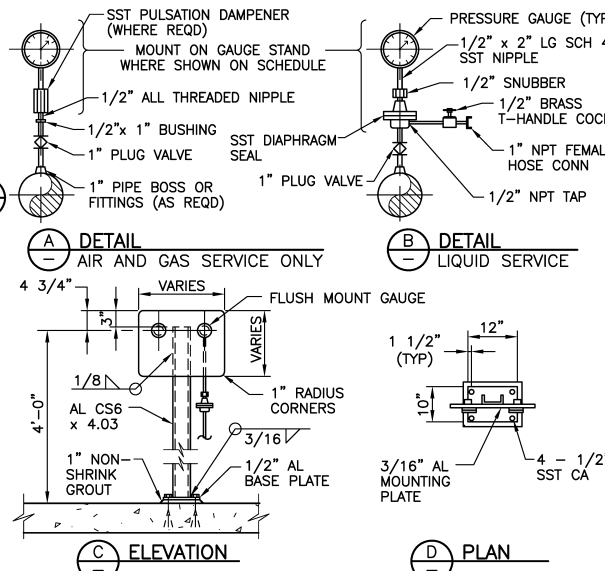 SST PULSATION DAMPENER
(WHERE REQD)
MOUNT ON GAUGE STAND
WHERE SHOWN ON SCHEDULE
1/2" ALL THREADED NIPPLE
1/2"x 1" BUSHING
1" PLUG VALVE
1" PIPE BOSS OR
FITTINGS (AS REQD)
A DETAIL
– AIR AND GAS SERVICE ONLY
PRESSURE GAUGE (TYP
1/2" x 2" LG SCH 4
SST NIPPLE
1/2" SNUBBER
1/2" BRASS
T-HANDLE COCK
SST DIAPHRAGM
SEAL
1" NPT FEMAL
HOSE CONN
1" PLUG VALVE
1/2" NPT TAP
B DETAIL
– LIQUID SERVICE
4 3/4"
VARIES
3"
FLUSH MOUNT GAUGE
VARIES
1/8
4'-0"
AL CS6
x 4.03
1" RADIUS
CORNERS
3/16
1" NON-
SHRINK
GROUT
1/2" AL
BASE PLATE
C ELEVATION
–
12"
1 1/2"
(TYP)
10"
3/16" AL
MOUNTING
PLATE
4 – 1/2"
SST CA
D PLAN
–